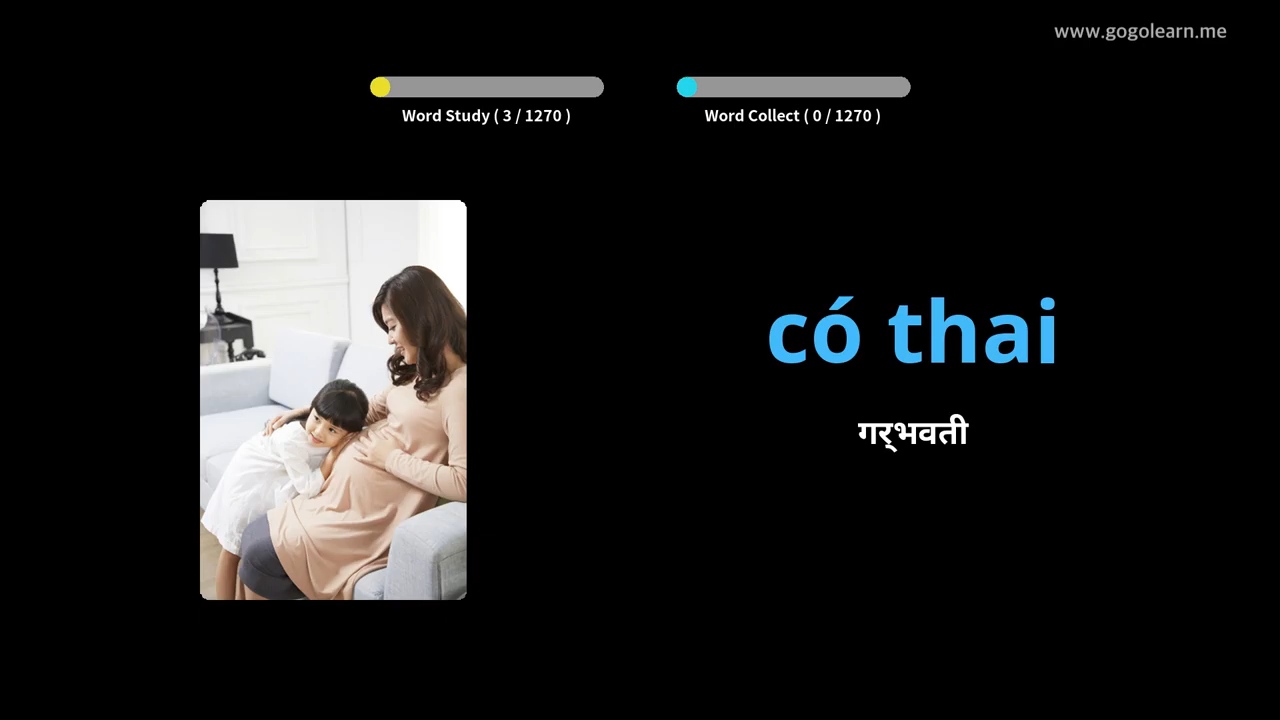 www.gogolearn.me
Word Study ( 3 / 1270 )
Word Collect ( 0 / 1270 )
có thai
गर्भवती